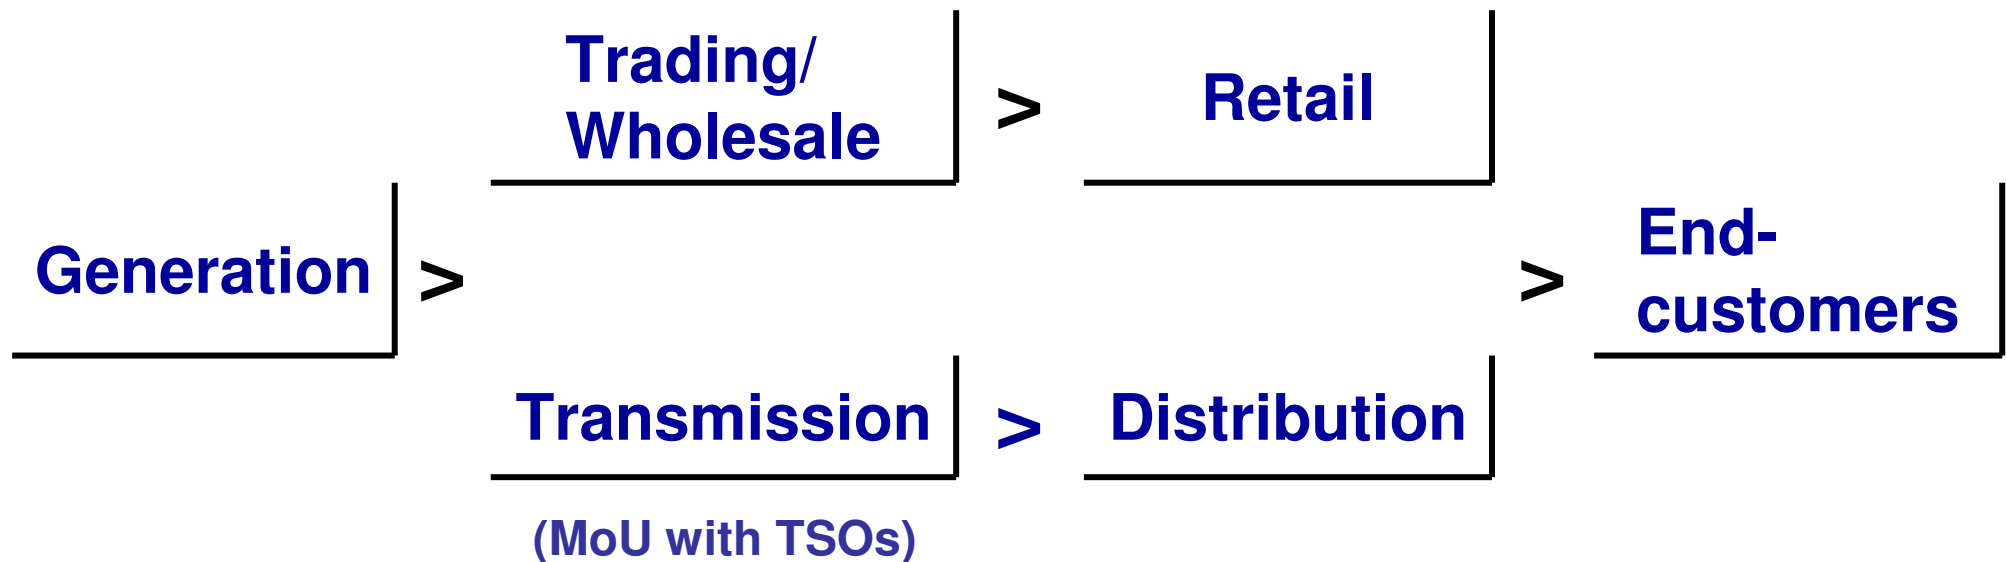 Trading/
Wholesale
>
Retail
Generation
>
>
End-
customers
Transmission
>
Distribution
(MoU with TSOs)